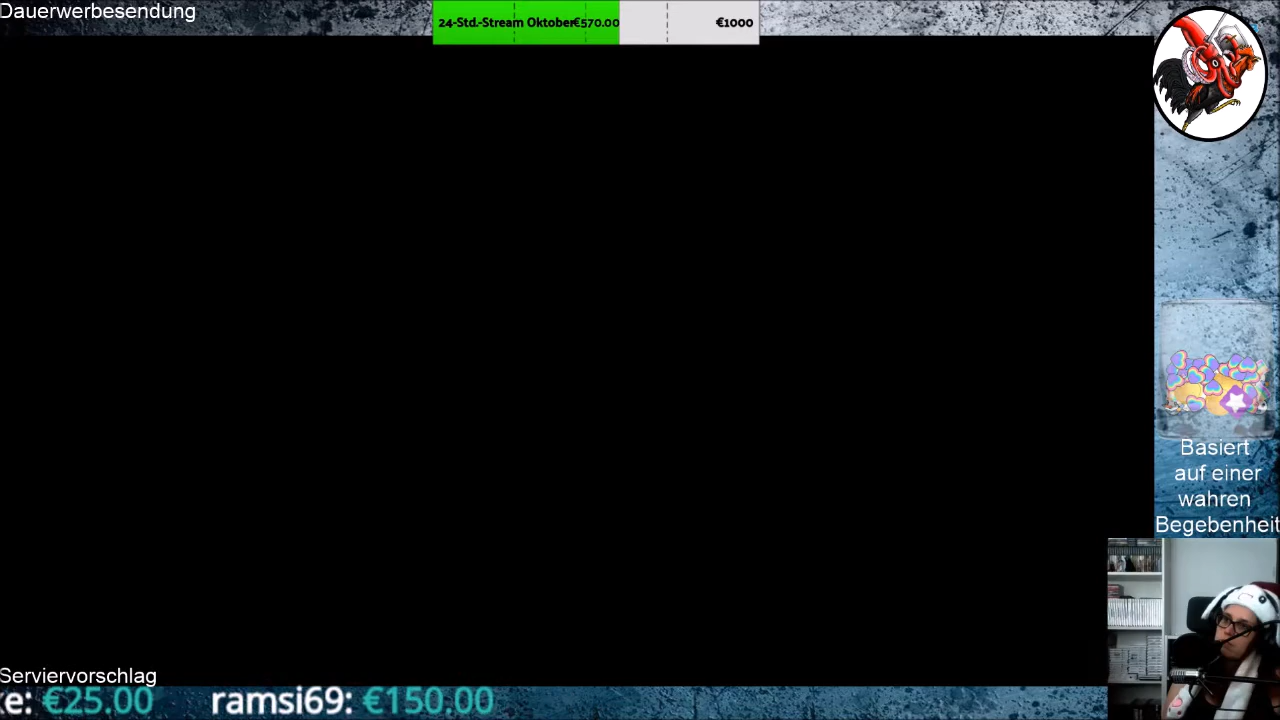 Dauerwerbesendung
24-Std.-Stream Oktober€570.00
€1000
Basiert
auf einer
wahren
Begebenheit
Serviervorschlag
e: €25.00 ramsi69: €150.00